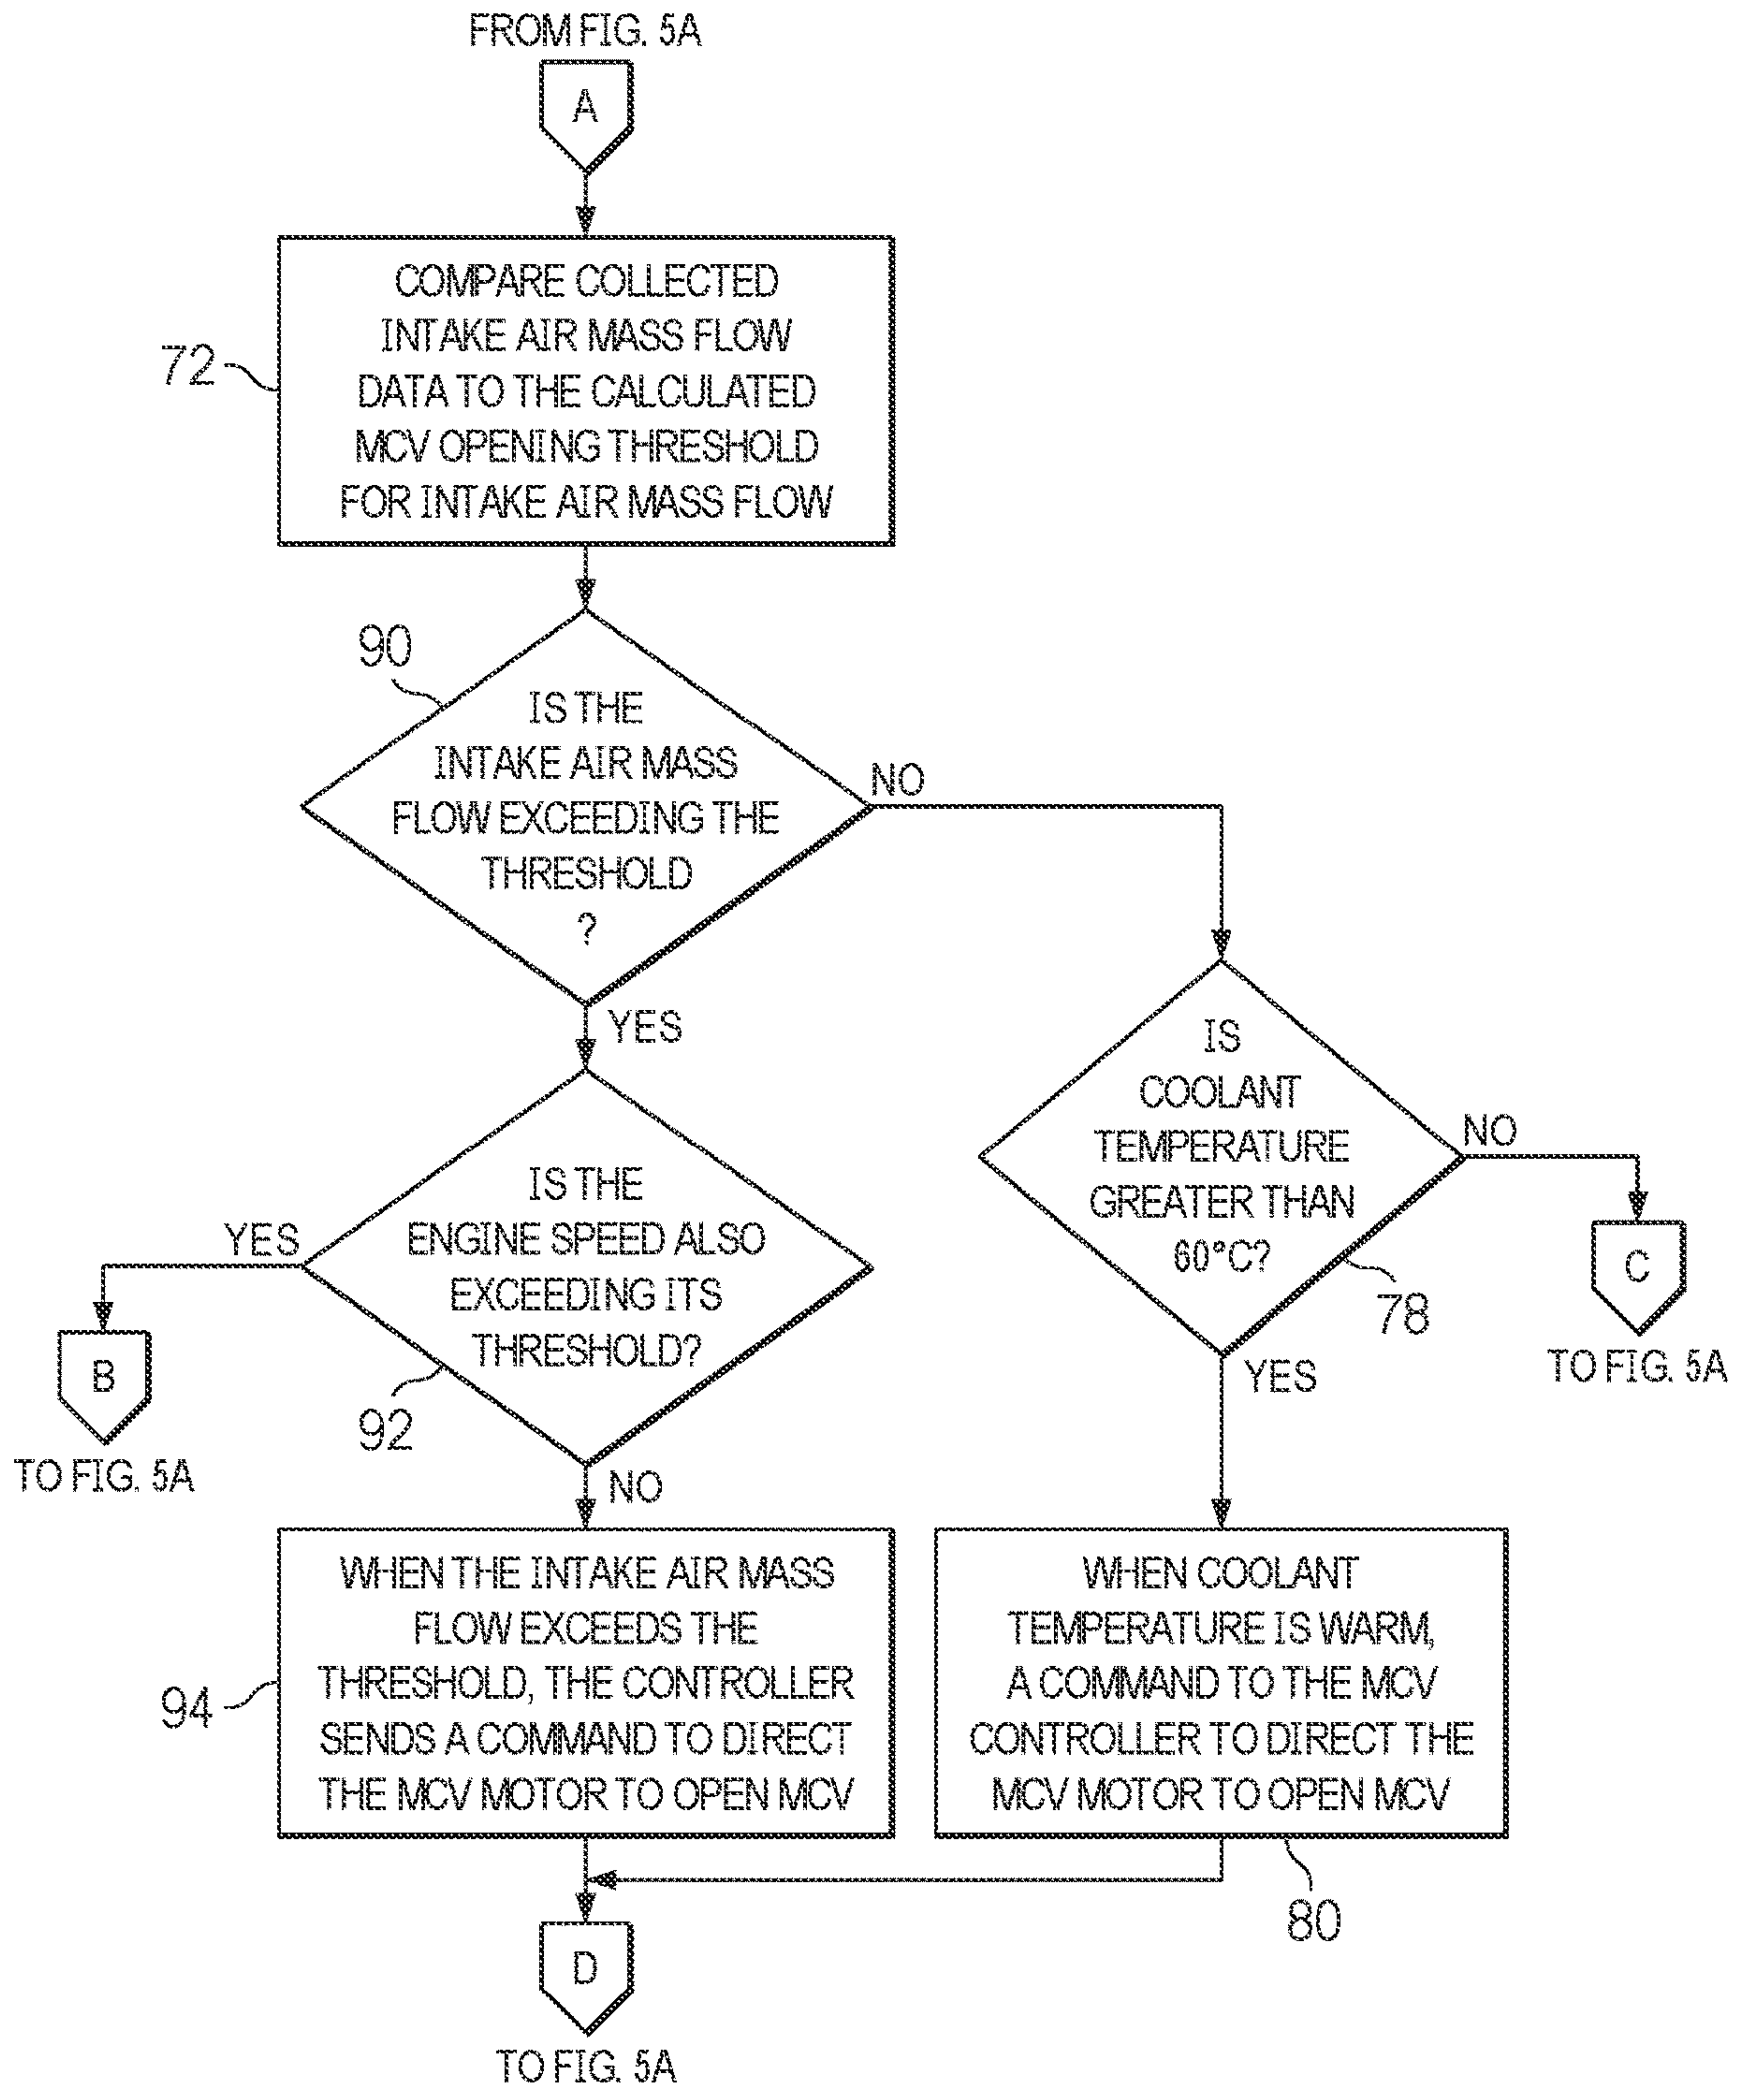 FROM FIG. 5A
A
COMPARE COLLECTED
INTAKE AIR MASS FLOW
DATA TO THE CALCULATED
MCV OPENING THRESHOLD
FOR INTAKE AIR MASS FLOW
72
90
IS THE
INTAKE AIR MASS
FLOW EXCEEDING THE
THRESHOLD
?
NO
YES
IS
COOLANT
TEMPERATURE
GREATER THAN
60°C?
78
NO
C
TO FIG. 5A
YES
IS THE
ENGINE SPEED ALSO
EXCEEDING ITS
THRESHOLD?
92
YES
B
TO FIG. 5A
NO
WHEN THE INTAKE AIR MASS
FLOW EXCEEDS THE
THRESHOLD, THE CONTROLLER
SENDS A COMMAND TO DIRECT
THE MCV MOTOR TO OPEN MCV
94
WHEN COOLANT
TEMPERATURE IS WARM,
A COMMAND TO THE MCV
CONTROLLER TO DIRECT THE
MCV MOTOR TO OPEN MCV
80
D
TO FIG. 5A